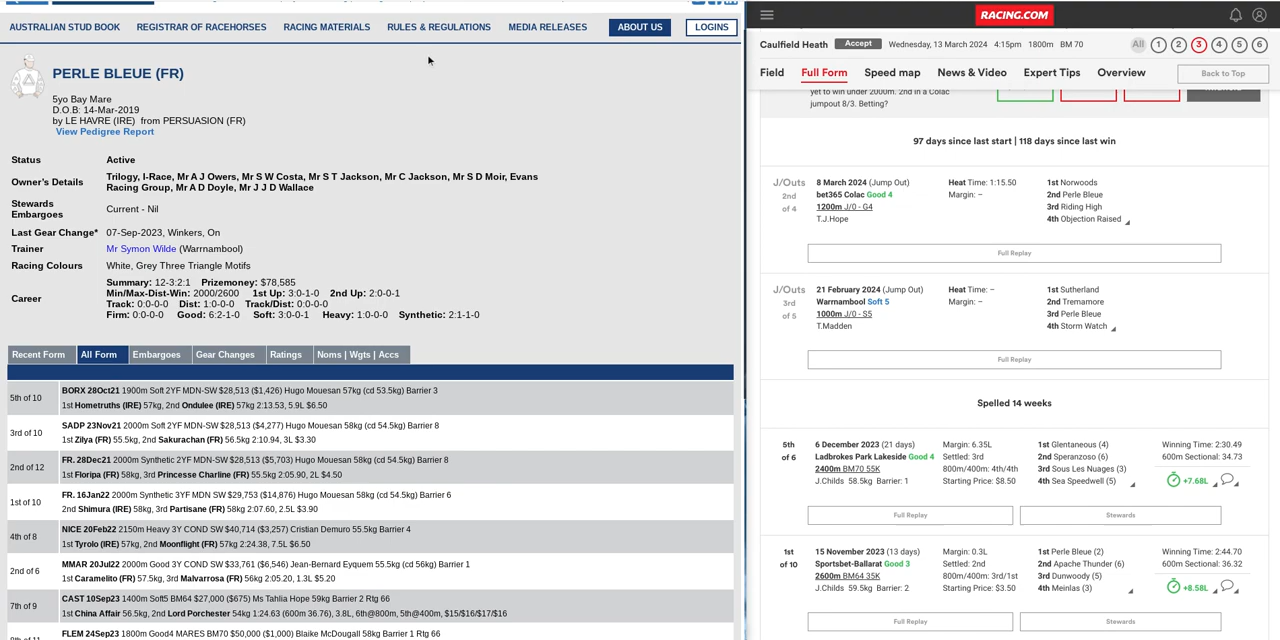 AUSTRALIAN STUD BOOK REGISTRAR OF RACEHORSES RACING MATERIALS RULES & REGULATIONS MEDIA RELEASES ABOUT US LOGINS
PERLE BLEUE (FR)
5yo Bay Mare
D.O.B: 14-Mar-2019
by LE HAVRE (IRE) from PERSUASION (FR)
View Pedigree Report
Status Active
Owner's Details Trilogy, I-Race, Mr A J Owers, Mr S W Costa, Mr S T Jackson, Mr C Jackson, Mr S D Moir, Evans
Racing Group, Mr A D Doyle, Mr J J D Wallace
Stewards
Embargoes Current - Nil
Last Gear Change* 07-Sep-2023, Winkers, On
Trainer Mr Symon Wilde (Warrnambool)
Racing Colours White, Grey Three Triangle Motifs
Career Summary: 12-3:2:1 Prizemoney: $78,585
Min/Max-Dist-Win: 2000/2600 1st Up: 3:0-1-0 2nd Up: 2:0-0-1
Track: 0:0-0-0 Dist: 1:0-0-0 Track/Dist: 0:0-0-0
Firm: 0:0-0-0 Good: 6:2-1-0 Soft: 3:0-0-1 Heavy: 1:0-0-0 Synthetic: 2:1-1-0
Recent Form All Form Embargoes Gear Changes Ratings Noms | Wgts | Accs
5th of 10 BORX 28Oct21 1900m Soft 2YF MDN-SW $28,513 ($1,426) Hugo Mouesan 57kg (cd 53.5kg) Barrier 3
1st Hometruths (IRE) 57kg, 2nd Ondulee (IRE) 57kg 2:13.53, 5.9L $6.50
3rd of 10 SADP 23Nov21 2000m Soft 2YF MDN-SW $28,513 ($4,277) Hugo Mouesan 58kg (cd 54.5kg) Barrier 8
1st Zilya (FR) 55.5kg, 2nd Sakurachan (FR) 56.5kg 2:10.94, 3L $3.30
2nd of 12 FR. 28Dec21 2000m Synthetic 2YF MDN-SW $28,513 ($5,703) Hugo Mouesan 58kg (cd 54.5kg) Barrier 8
1st Floripa (FR) 58kg, 3rd Princesse Charline (FR) 55.5kg 2:05.90, 2L $4.50
1st of 10 FR. 16Jan22 2000m Synthetic 3YF MDN SW $29,753 ($14,876) Hugo Mouesan 58kg (cd 54.5kg) Barrier 6
2nd Shimura (IRE) 58kg, 3rd Partisane (FR) 58kg 2:07.60, 2.5L $3.90
4th of 8 NICE 20Feb22 2150m Heavy 3Y COND SW $40,714 ($3,257) Cristian Demuro 55.5kg Barrier 4
1st Tyrolo (IRE) 57kg, 2nd Moonflight (FR) 57kg 2:24.38, 7.5L $6.50
2nd of 6 MMAR 20Jul22 2000m Good 3Y COND SW $33,761 ($6,546) Jean-Bernard Eyquem 55.5kg (cd 56kg) Barrier 1
1st Caramelito (FR) 57.5kg, 3rd Malvarrosa (FR) 56kg 2:05.20, 1.3L $5.20
7th of 9 CAST 10Sep23 1400m Soft5 BM64 $27,000 ($675) Ms Tahlia Hope 59kg Barrier 2 Rtg 66
1st China Affair 56.5kg, 2nd Lord Porchester 54kg 1:24.63 (600m 36.76), 3.8L, 6th@800m, 5th@400m, $15/$16/$17/$16
FLEM 24Sep23 1800m Good4 MARES BM70 $50,000 ($1,000) Blaike McDougall 58kg Barrier 1 Rtg 66
RACING.COM
Caulfield Heath Accept Wednesday, 13 March 2024 4:15pm 1800m BM 70 All 1 2 3 4 5 6
Field Full Form Speed map News & Video Expert Tips Overview Back to Top
yet to win under 2000m. 2nd in a Colac
jumpout 8/3. Betting?
97 days since last start | 118 days since last win
J/Outs 8 March 2024 (Jump Out) Heat Time: 1:15.50 1st Norwoods
2nd bet365 Colac Good 4 Margin: – 2nd Perle Bleue
of 4 1200m J/0 - G4 3rd Riding High
T.J.Hope 4th Objection Raised
Full Replay
J/Outs 21 February 2024 (Jump Out) Heat Time: – 1st Sutherland
3rd Warrnambool Soft 5 Margin: – 2nd Tremamore
of 5 1000m J/0 - S5 3rd Perle Bleue
T.Madden 4th Storm Watch
Full Replay
Spelled 14 weeks
5th 6 December 2023 (21 days) Margin: 6.35L 1st Glentaneous (4) Winning Time: 2:30.49
of 6 Ladbrokes Park Lakeside Good 4 Settled: 3rd 2nd Speranzoso (6) 600m Sectional: 34.73
2400m BM70 55K 800m/400m: 4th/4th 3rd Sous Les Nuages (3)
J.Childs 58.5kg Barrier: 1 Starting Price: $8.50 4th Sea Speedwell (5) +7.68L
Full Replay Stewards
1st 15 November 2023 (13 days) Margin: 0.3L 1st Perle Bleue (2) Winning Time: 2:44.70
of 10 Sportsbet-Ballarat Good 3 Settled: 2nd 2nd Apache Thunder (6) 600m Sectional: 36.32
2600m BM64 35K 800m/400m: 3rd/1st 3rd Dunwoody (5)
J.Childs 59.5kg Barrier: 2 Starting Price: $3.50 4th Meinlas (3) +8.58L
Full Replay Stewards